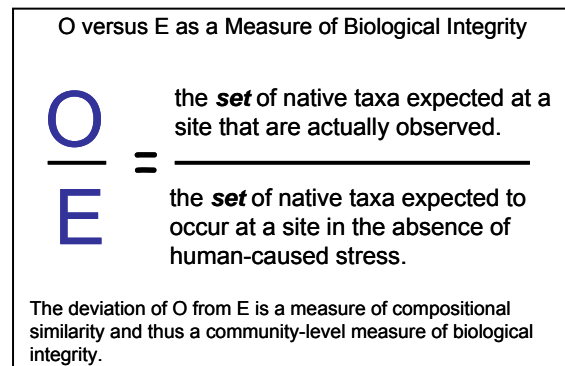 O versus E as a Measure of Biological Integrity
O
E
=
the set of native taxa expected at a
site that are actually observed.
the set of native taxa expected to
occur at a site in the absence of
human-caused stress.
The deviation of O from E is a measure of compositional
similarity and thus a community-level measure of biological
integrity.